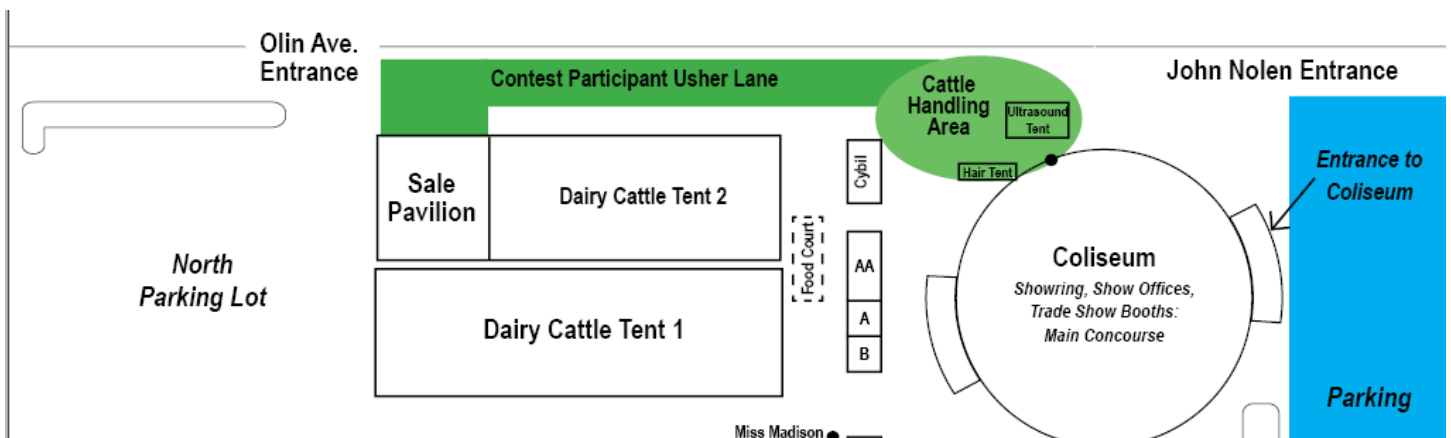 Olin Ave.
Entrance
Contest Participant Usher Lane
Cattle
Handling
Area
Ultrasound
Tent
John Nolen Entrance
Entrance to
Coliseum
Hair Tent
Cybil
Sale
Pavilion
Dairy Cattle Tent 2
Food Court
North
Parking Lot
AA
A
B
Coliseum
Showring, Show Offices,
Trade Show Booths:
Main Concourse
Dairy Cattle Tent 1
Parking
Miss Madison